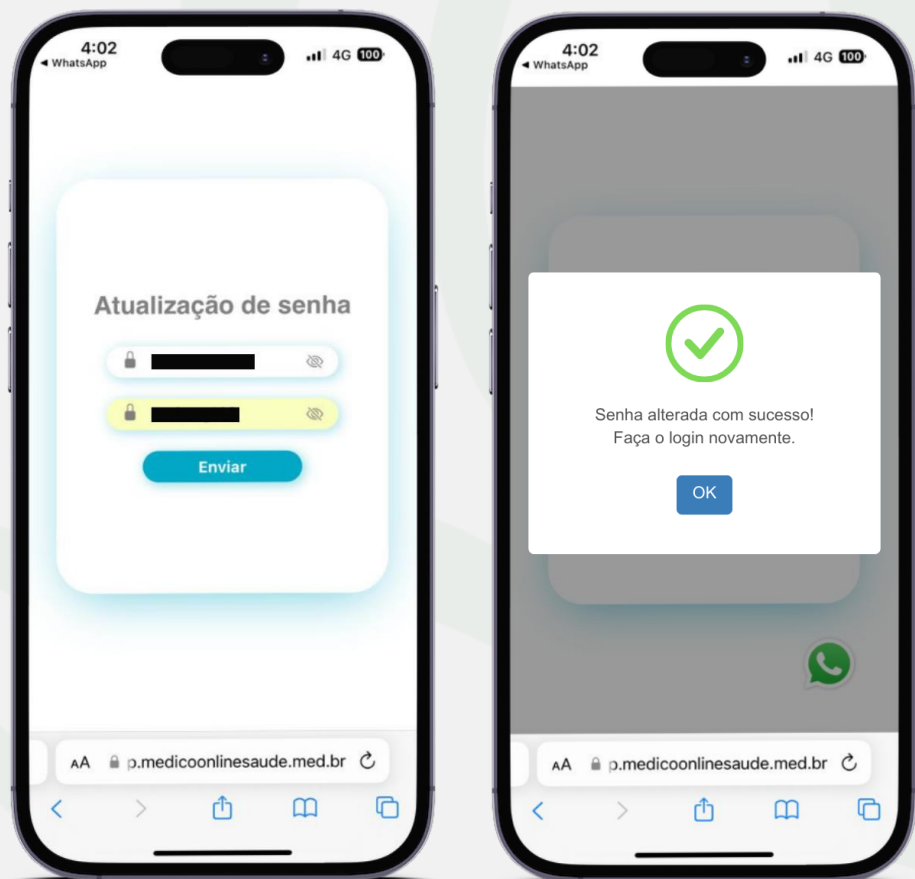 4:02
◀ WhatsApp
4G 100
Atualização de senha
Enviar
AA p.medicoonlinesaude.med.br
4:02
◀ WhatsApp
4G 100
Senha alterada com sucesso!
Faça o login novamente.
OK
AA p.medicoonlinesaude.med.br